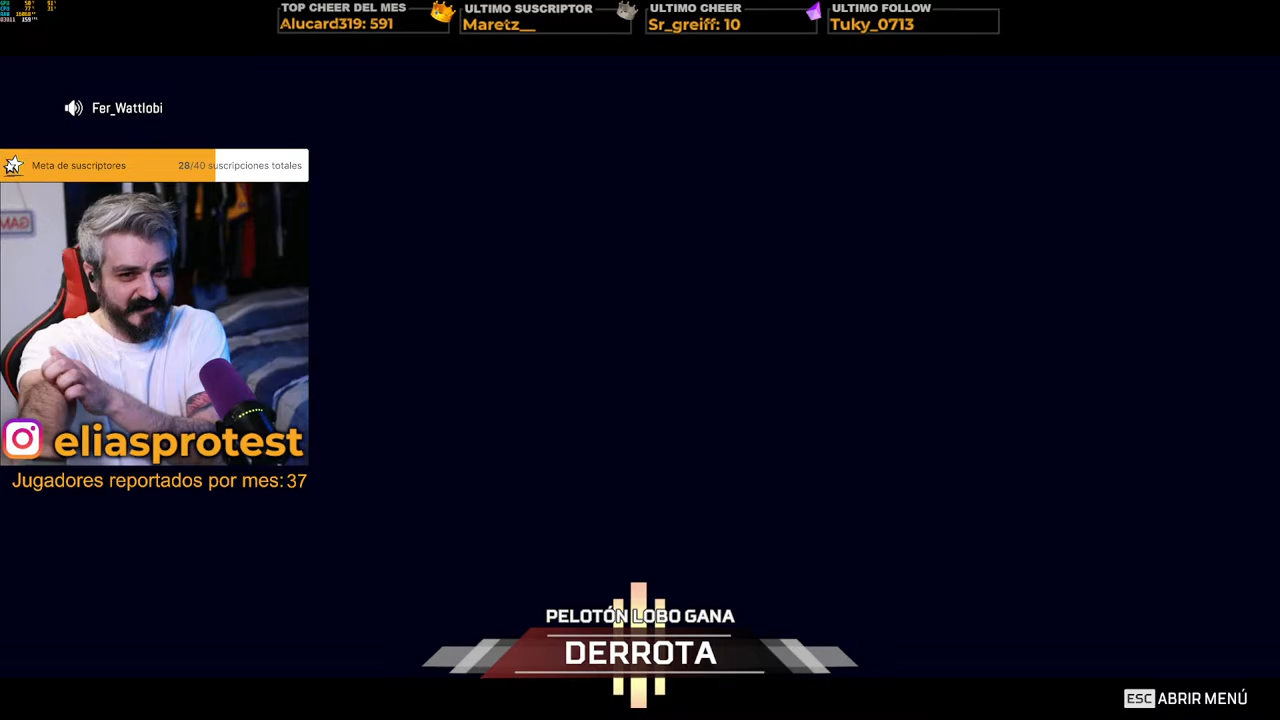 TOP CHEER DEL MES
Alucard319: 591
ULTIMO SUSCRIPTOR
Maretz__
ULTIMO CHEER
Sr_greiff: 10
ULTIMO FOLLOW
Tuky_0713
Fer_Wattlobi
Meta de suscriptores 28/40 suscripciones totales
eliasprotest
Jugadores reportados por mes: 37
PELOTÓN LOBO GANA
DERROTA
ESC ABRIR MENÚ